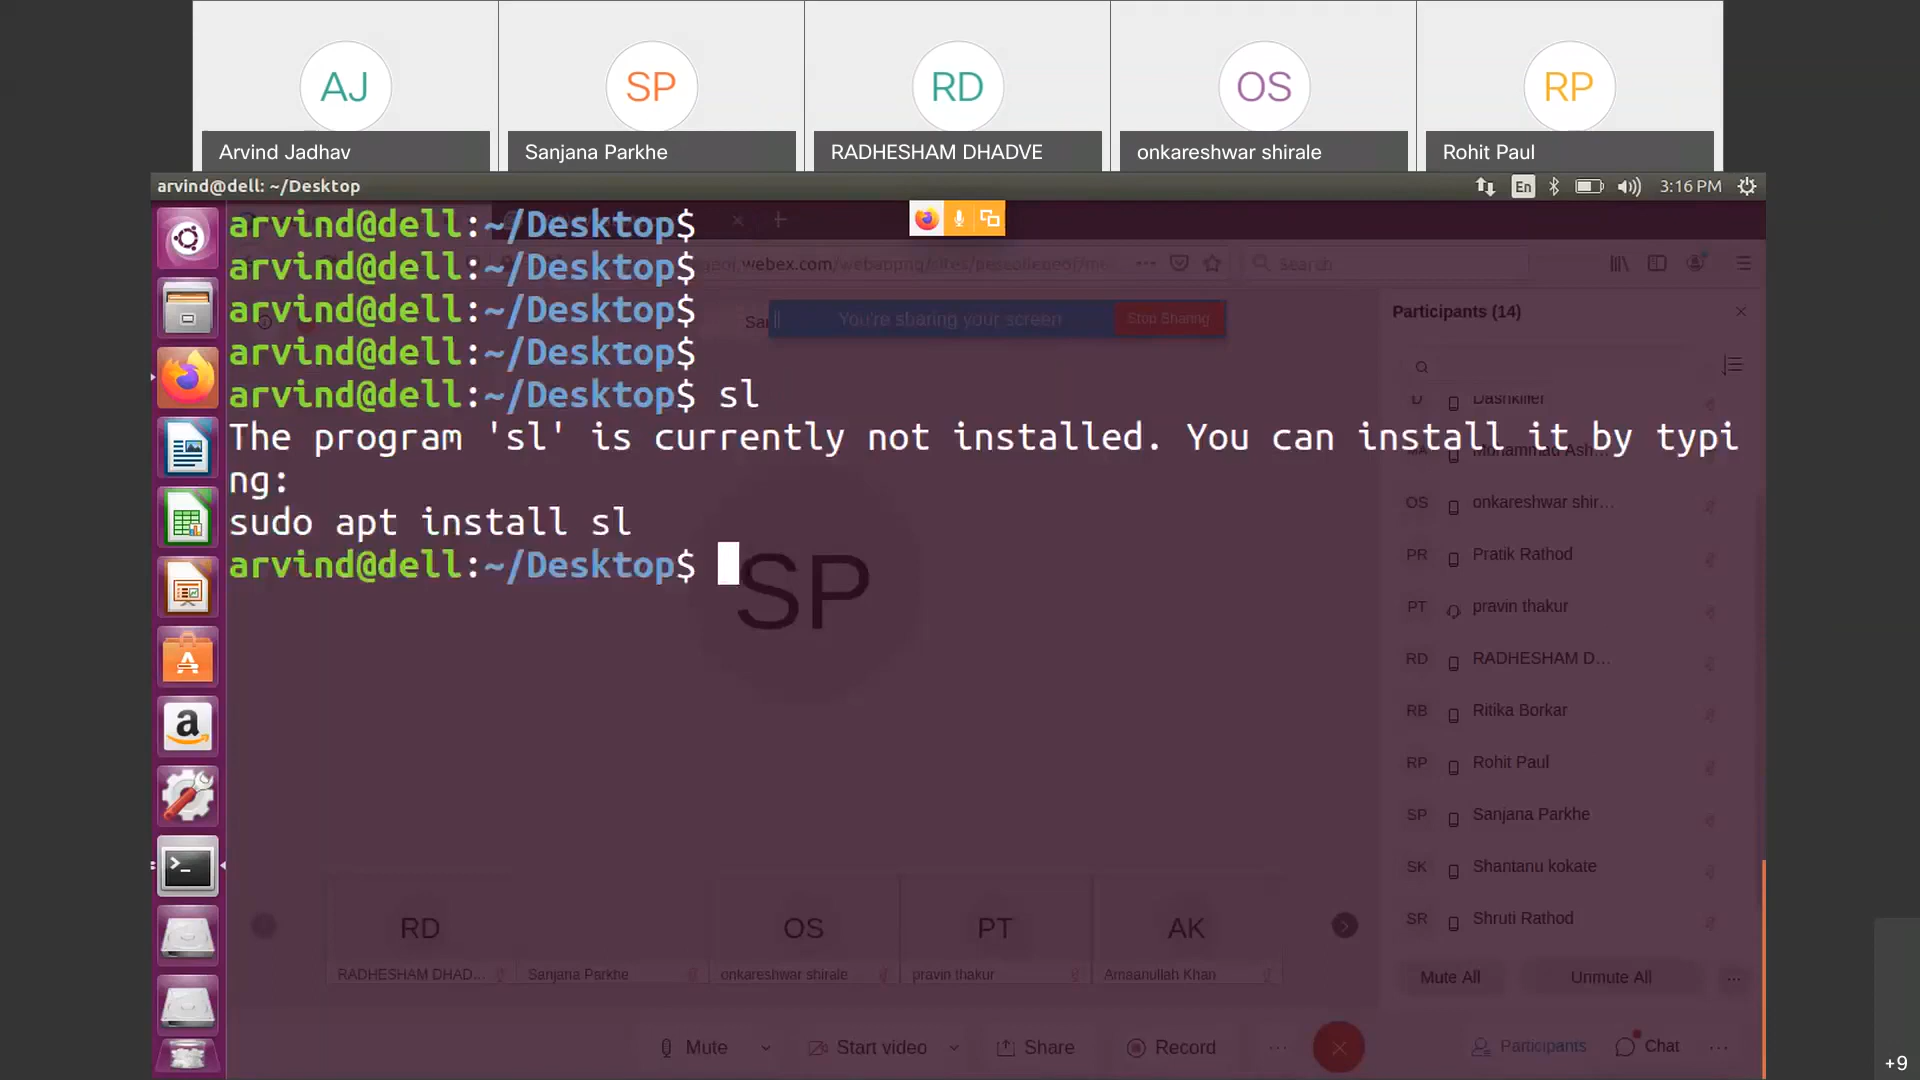 AJ
SP
RD
OS
RP
Arvind Jadhav
Sanjana Parkhe
RADHESHAM DHADVE
onkareshwar shirale
Rohit Paul
arvind@dell: ~/Desktop
En
3:16 PM
arvind@dell:~/Desktop$
arvind@dell:~/Desktop$
arvind@dell:~/Desktop$
arvind@dell:~/Desktop$
arvind@dell:~/Desktop$ sl
The program 'sl' is currently not installed. You can install it by typi
ng:
sudo apt install sl
arvind@dell:~/Desktop$
Search
You're sharing your screen
Stop Sharing
SP
Participants (14)
D Dashkiller
MA Muhammad Ash...
OS onkareshwar shir...
PR Pratik Rathod
PT pravin thakur
RD RADHESHAM D...
RB Ritika Borkar
RP Rohit Paul
SP Sanjana Parkhe
SK Shantanu kokate
SR Shruti Rathod
Mute All Unmute All ...
RD
OS
PT
AK
RADHESHAM DHAD...
Sanjana Parkhe
onkareshwar shirale
pravin thakur
Amaanullah Khan
Mute
Start video
Share
Record
Participants
Chat
+9